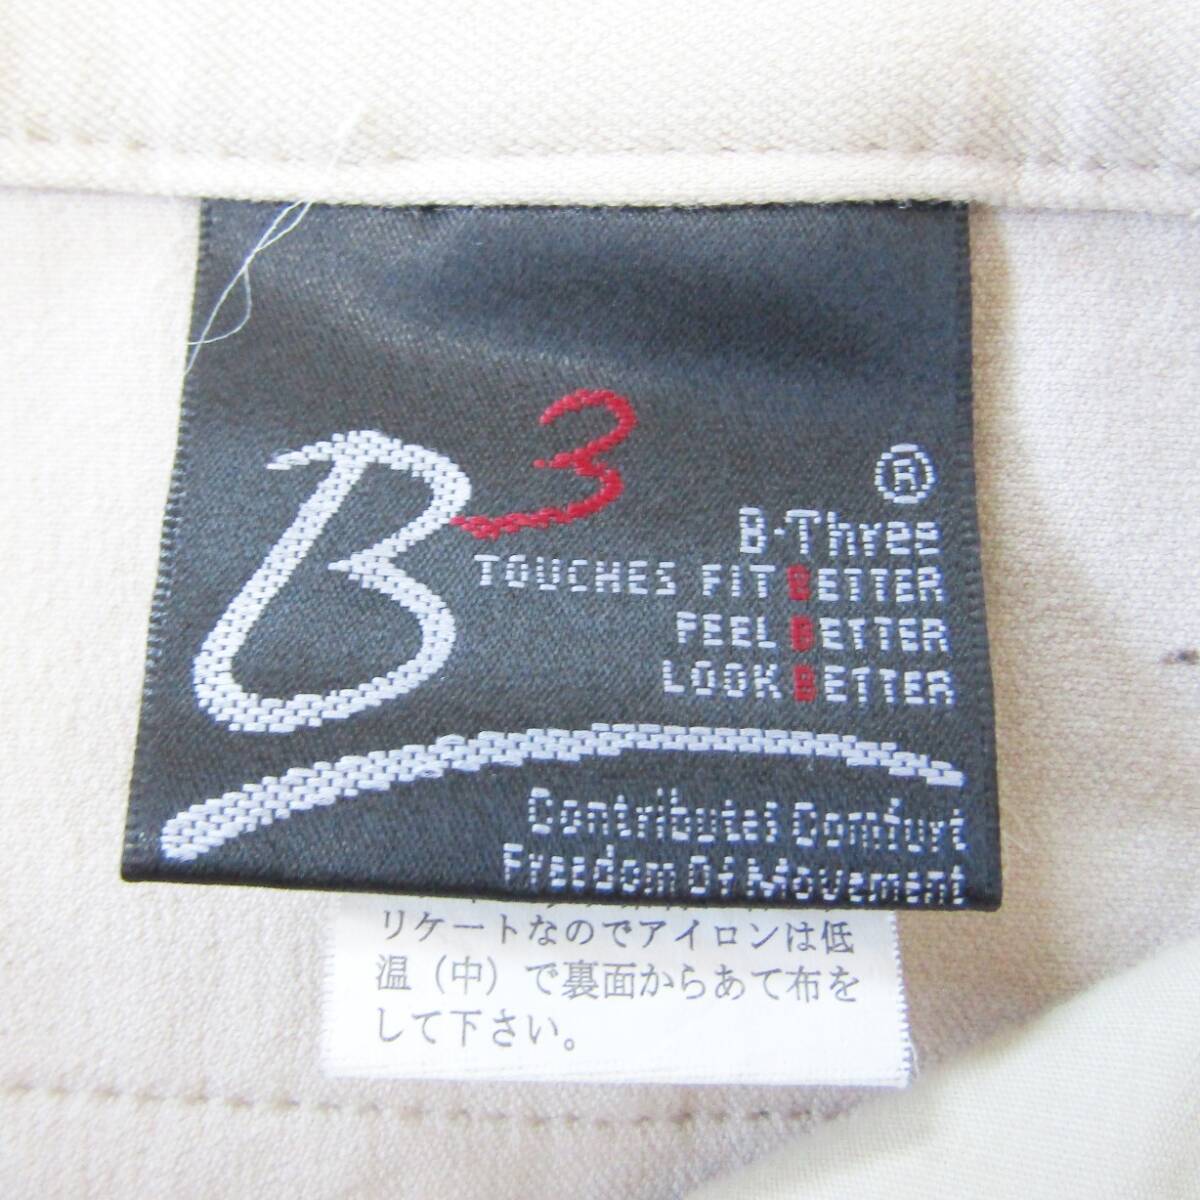 B3
®
B-Three
TOUCHES FIT BETTER
FEEL BETTER
LOOK BETTER
Contributes Comfort
Freedom Of Movement
リケートなのでアイロンは低
温（中）で裏面からあて布を
して下さい。